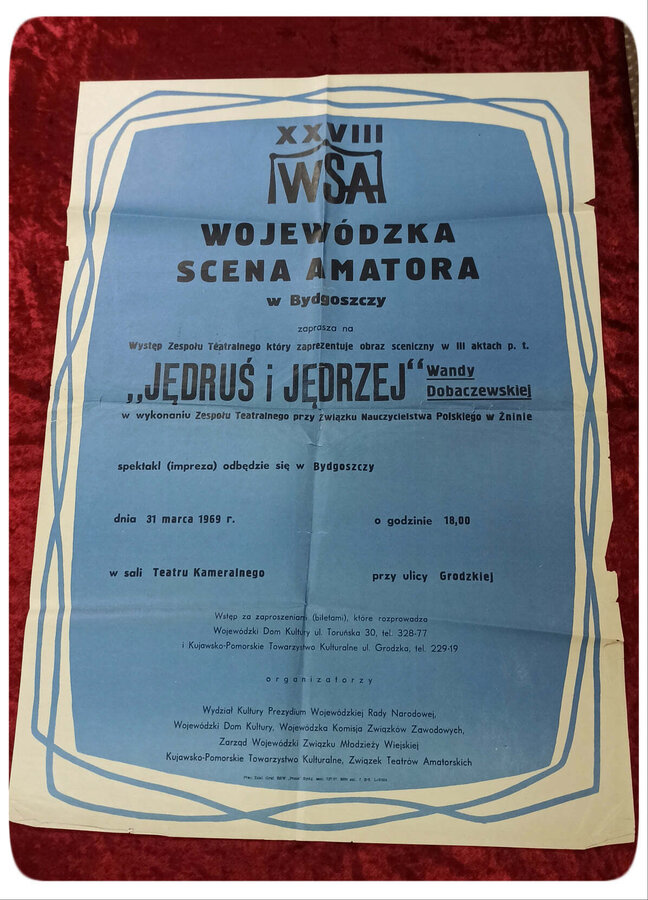 XXVIII
WSA
WOJEWÓDZKA
SCENA AMATORA
w Bydgoszczy
zaprasza na
Występ Zespołu Teatralnego który zaprezentuje obraz sceniczny w III aktach p. t.
„JĘDRUŚ i JĘDRZEJ“ Wandy
Dobaczewskiej
w wykonaniu Zespołu Teatralnego przy Związku Nauczycielstwa Polskiego w Żninie
spektakl (impreza) odbędzie się w Bydgoszczy
dnia 31 marca 1969 r. o godzinie 18,00
w sali Teatru Kameralnego przy ulicy Grodzkiej
Wstęp za zaproszeniami (biletami), które rozprowadza
Wojewódzki Dom Kultury ul. Toruńska 30, tel. 328-77
i Kujawsko-Pomorskie Towarzystwo Kulturalne ul. Grodzka, tel. 229-19
organizatorzy
Wydział Kultury Prezydium Wojewódzkiej Rady Narodowej,
Wojewódzki Dom Kultury, Wojewódzka Komisja Związków Zawodowych,
Zarząd Wojewódzki Związku Młodzieży Wiejskiej
Kujawsko-Pomorskie Towarzystwo Kulturalne, Związek Teatrów Amatorskich